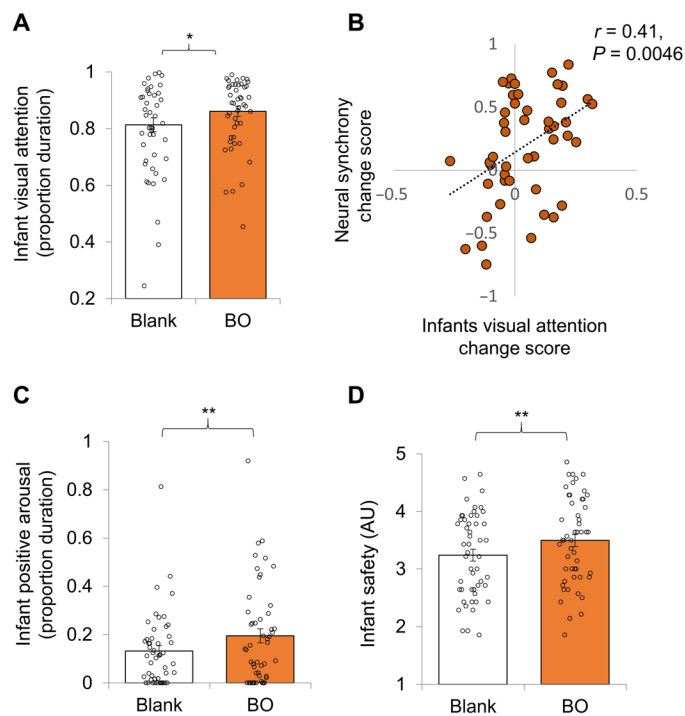 A
*
Infant visual attention
(proportion duration)
1
0.8
0.6
0.4
0.2
Blank
BO
B
r = 0.41,
P = 0.0046
Neural synchrony
change score
1
0.5
0
−0.5
−1
−0.5
0
0.5
Infants visual attention
change score
C
**
Infant positive arousal
(proportion duration)
1
0.8
0.6
0.4
0.2
0
Blank
BO
D
**
Infant safety (AU)
5
4
3
2
1
Blank
BO